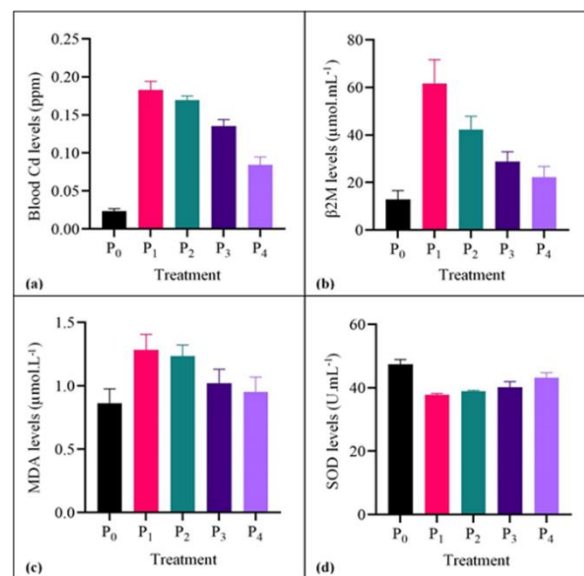 Blood Cd levels (ppm)
0.25
0.20
0.15
0.10
0.05
0.00
P₀ P₁ P₂ P₃ P₄
Treatment
(a)
β2M levels (µmol.mL⁻¹)
80
60
40
20
0
P₀ P₁ P₂ P₃ P₄
Treatment
(b)
MDA levels (µmol.L⁻¹)
1.5
1.0
0.5
0.0
P₀ P₁ P₂ P₃ P₄
Treatment
(c)
SOD levels (U.mL⁻¹)
60
40
20
0
P₀ P₁ P₂ P₃ P₄
Treatment
(d)